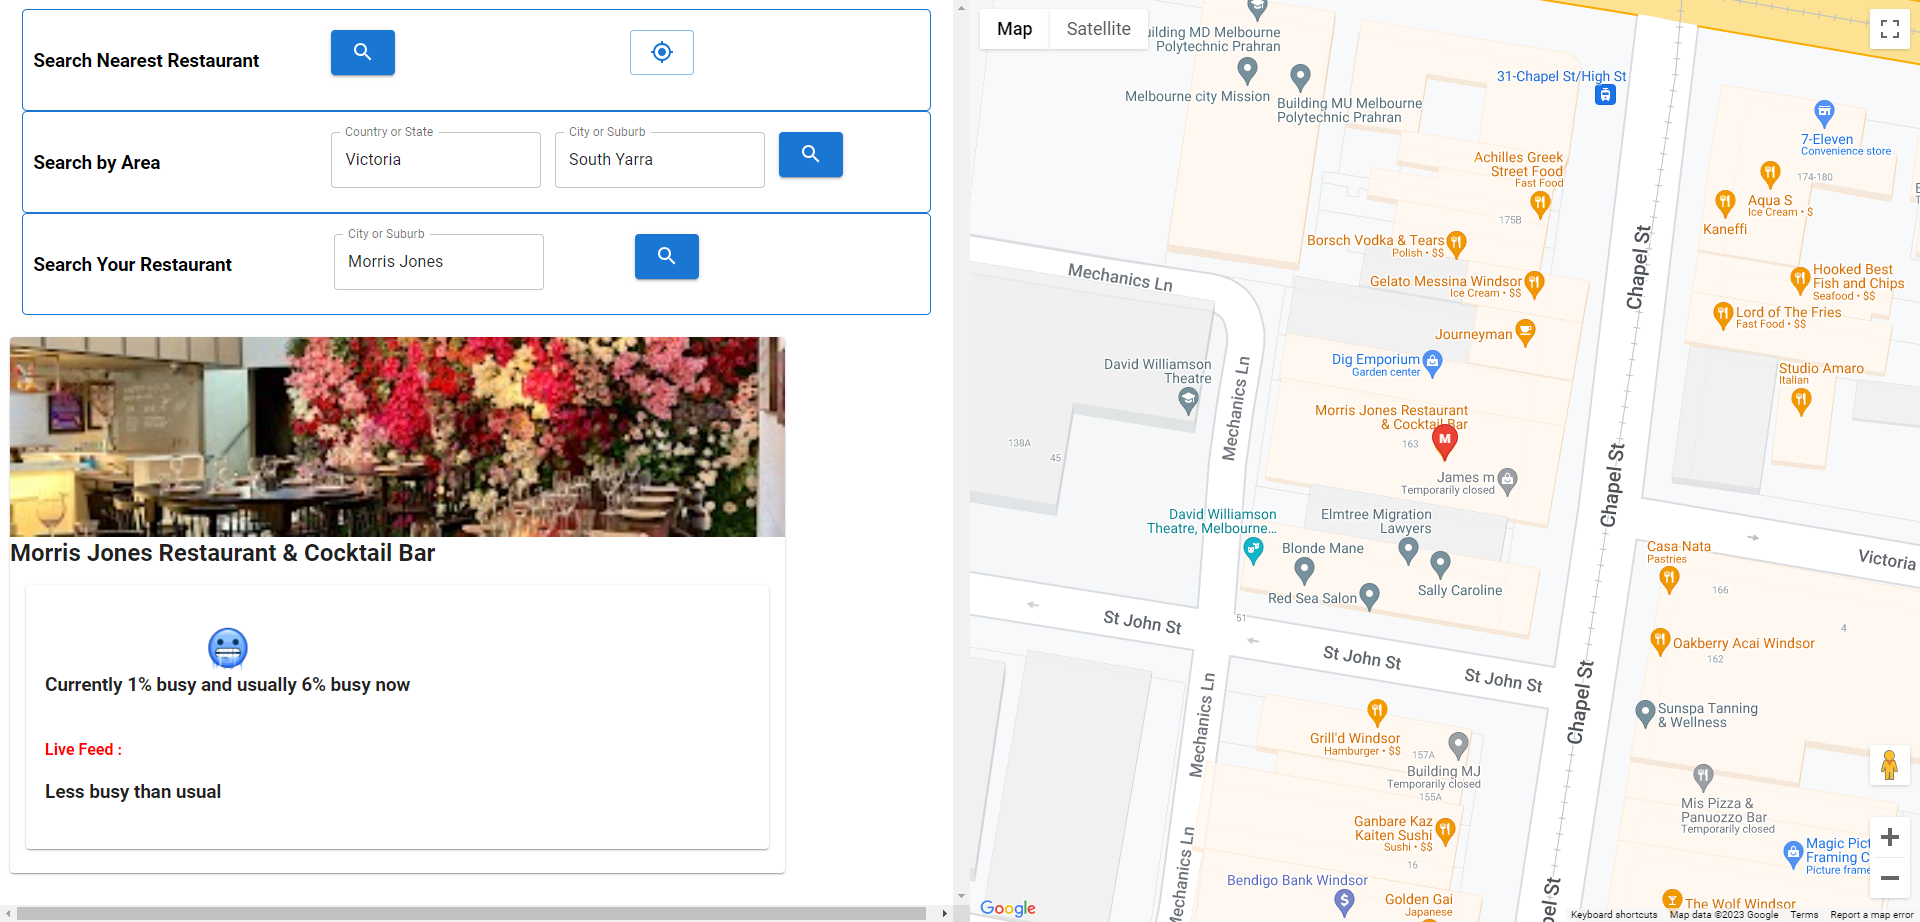 Search Nearest Restaurant
Search by Area
Country or State
Victoria
City or Suburb
South Yarra
Search Your Restaurant
City or Suburb
Morris Jones
Morris Jones Restaurant & Cocktail Bar
Currently 1% busy and usually 6% busy now
Live Feed :
Less busy than usual
Map
Satellite
uilding MD Melbourne
Polytechnic Prahran
Melbourne city Mission
Building MU Melbourne
Polytechnic Prahran
31-Chapel St/High St
7-Eleven
Convenience store
Achilles Greek
Street Food
Fast Food
174-180
175B
Aqua S
Ice Cream • $
Kaneffi
Borsch Vodka & Tears
Polish • $$
Chapel St
Mechanics Ln
Gelato Messina Windsor
Ice Cream • $$
Hooked Best
Fish and Chips
Seafood • $$
Lord of The Fries
Fast Food • $$
Journeyman
Dig Emporium
Garden center
David Williamson
Theatre
Mechanics Ln
Studio Amaro
Italian
Morris Jones Restaurant
& Cocktail Bar
M
163
138A
45
James m
Temporarily closed
Chapel St
David Williamson
Theatre, Melbourne...
Elmtree Migration
Lawyers
Blonde Mane
Red Sea Salon
Sally Caroline
Casa Nata
Pastries
Victoria
166
St John St
51
4
Oakberry Acai Windsor
162
St John St
St John St
Chapel St
Mechanics Ln
Sunspa Tanning
& Wellness
Grill'd Windsor
Hamburger • $$
157A
Building MJ
Temporarily closed
155A
Mis Pizza &
Panuozzo Bar
Temporarily closed
Ganbare Kaz
Kaiten Sushi
Sushi • $$
16
Magic Pict
Framing C
Picture frame
Mechanics Ln
Bendigo Bank Windsor
Golden Gai
Japanese
pel St
The Wolf Windsor
Google
Keyboard shortcuts
Map data ©2023 Google
Terms
Report a map error